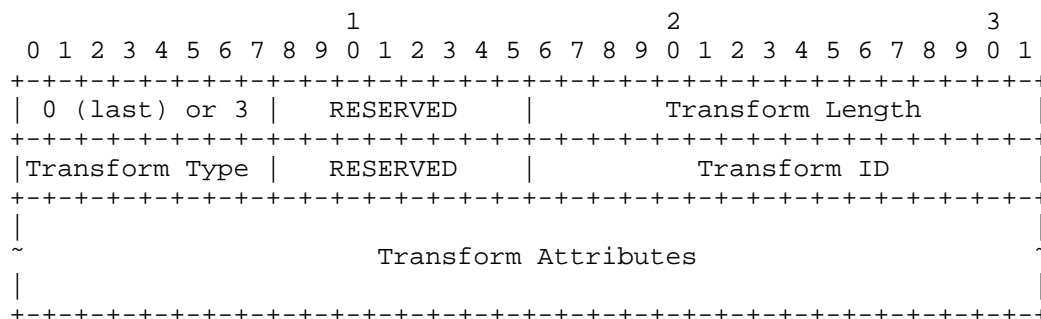 1                   2                   3
 0 1 2 3 4 5 6 7 8 9 0 1 2 3 4 5 6 7 8 9 0 1 2 3 4 5 6 7 8 9 0 1
+-+-+-+-+-+-+-+-+-+-+-+-+-+-+-+-+-+-+-+-+-+-+-+-+-+-+-+-+-+-+-+-+
| 0 (last) or 3 |   RESERVED    |        Transform Length       |
+-+-+-+-+-+-+-+-+-+-+-+-+-+-+-+-+-+-+-+-+-+-+-+-+-+-+-+-+-+-+-+-+
|Transform Type |   RESERVED    |          Transform ID         |
+-+-+-+-+-+-+-+-+-+-+-+-+-+-+-+-+-+-+-+-+-+-+-+-+-+-+-+-+-+-+-+-+
|                                                               |
~                      Transform Attributes                     ~
|                                                               |
+-+-+-+-+-+-+-+-+-+-+-+-+-+-+-+-+-+-+-+-+-+-+-+-+-+-+-+-+-+-+-+-+